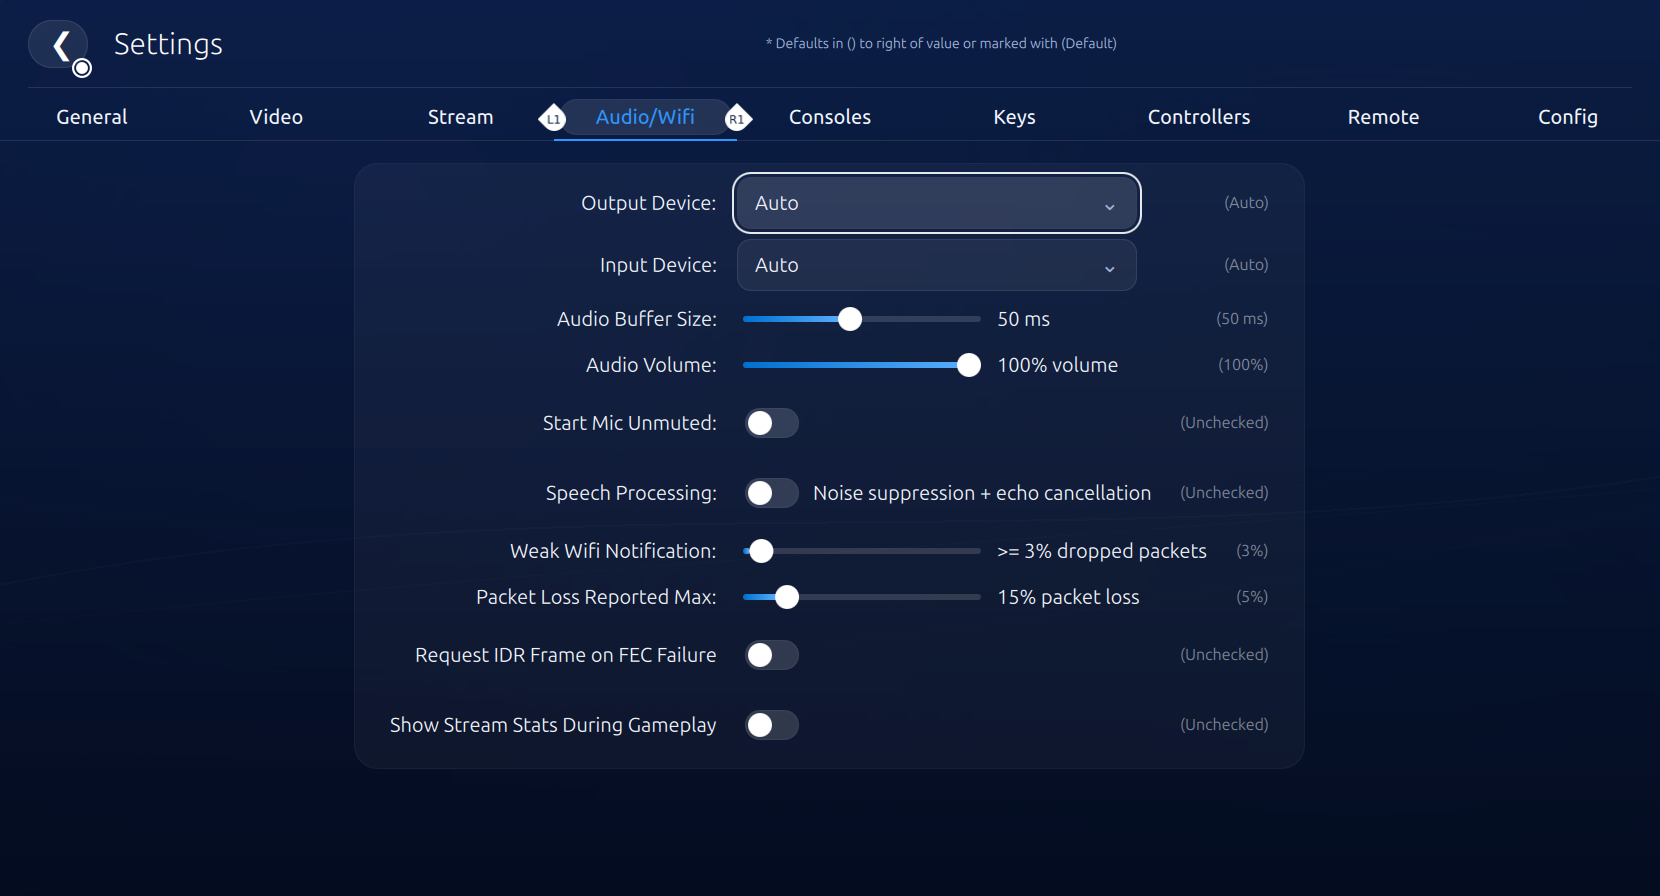 Settings
* Defaults in () to right of value or marked with (Default)
General Video Stream L1 Audio/Wifi R1 Consoles Keys Controllers Remote Config
Output Device: Auto (Auto)
Input Device: Auto (Auto)
Audio Buffer Size: 50 ms (50 ms)
Audio Volume: 100% volume (100%)
Start Mic Unmuted: (Unchecked)
Speech Processing: Noise suppression + echo cancellation (Unchecked)
Weak Wifi Notification: >= 3% dropped packets (3%)
Packet Loss Reported Max: 15% packet loss (5%)
Request IDR Frame on FEC Failure (Unchecked)
Show Stream Stats During Gameplay (Unchecked)